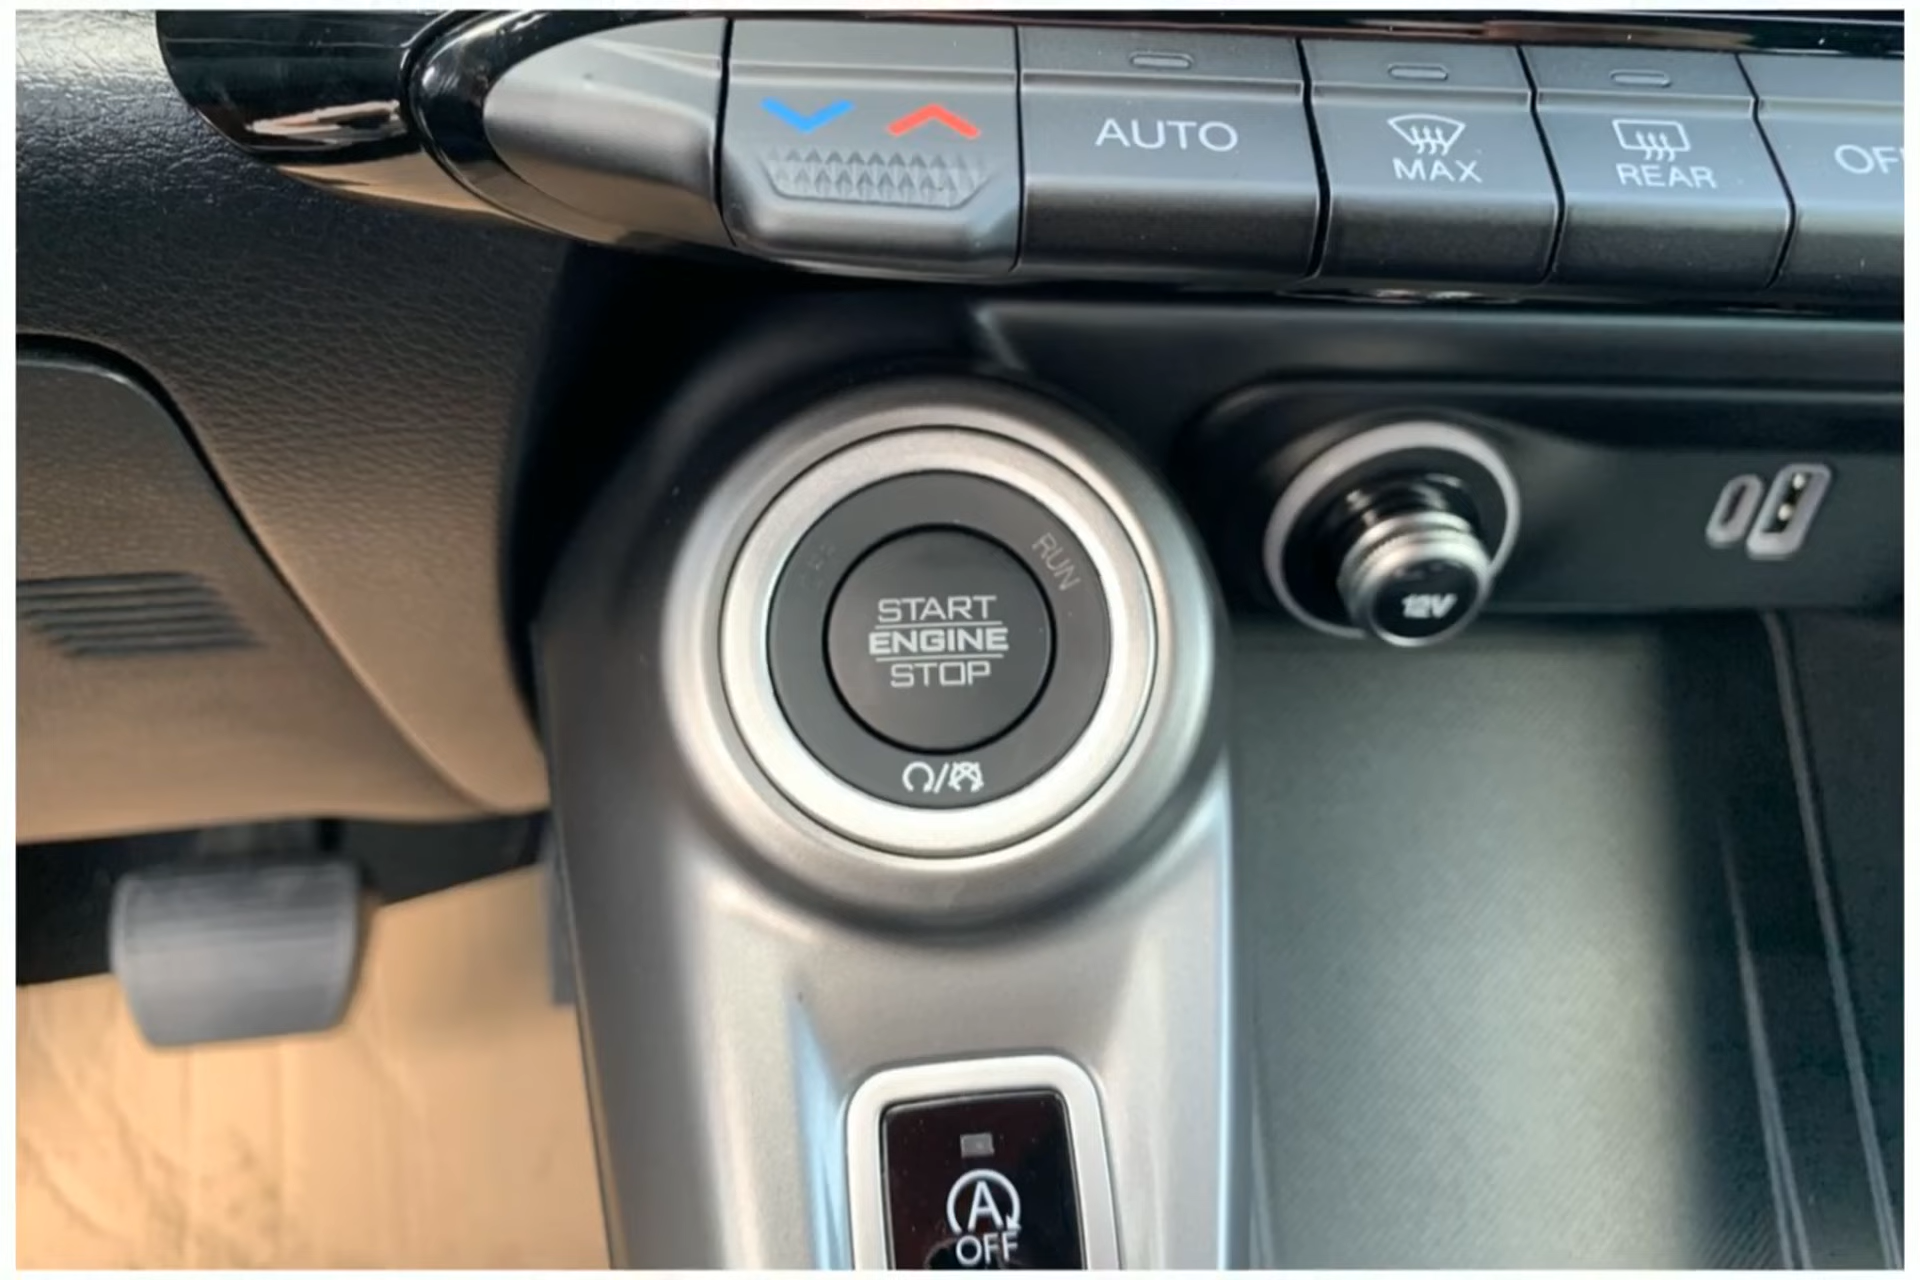 AUTO
MAX
REAR
RUN
START
ENGINE
STOP
12V
A
OFF